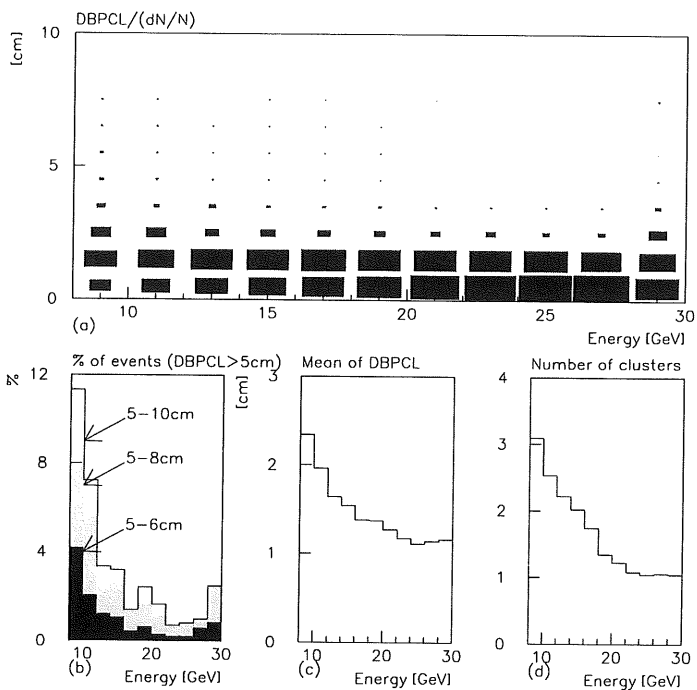 DBPCL/(dN/N)
[cm]
10
5
0
10 15 20 25 30
(a)
Energy [GeV]
% of events (DBPCL>5cm)
%
12
8
4
0
5–10cm
5–8cm
5–6cm
10 20 30
(b)
Energy [GeV]
Mean of DBPCL
[cm]
3
2
1
0
10 20 30
(c)
Energy [GeV]
Number of clusters
4
3
2
1
0
10 20 30
(d)
Energy [GeV]